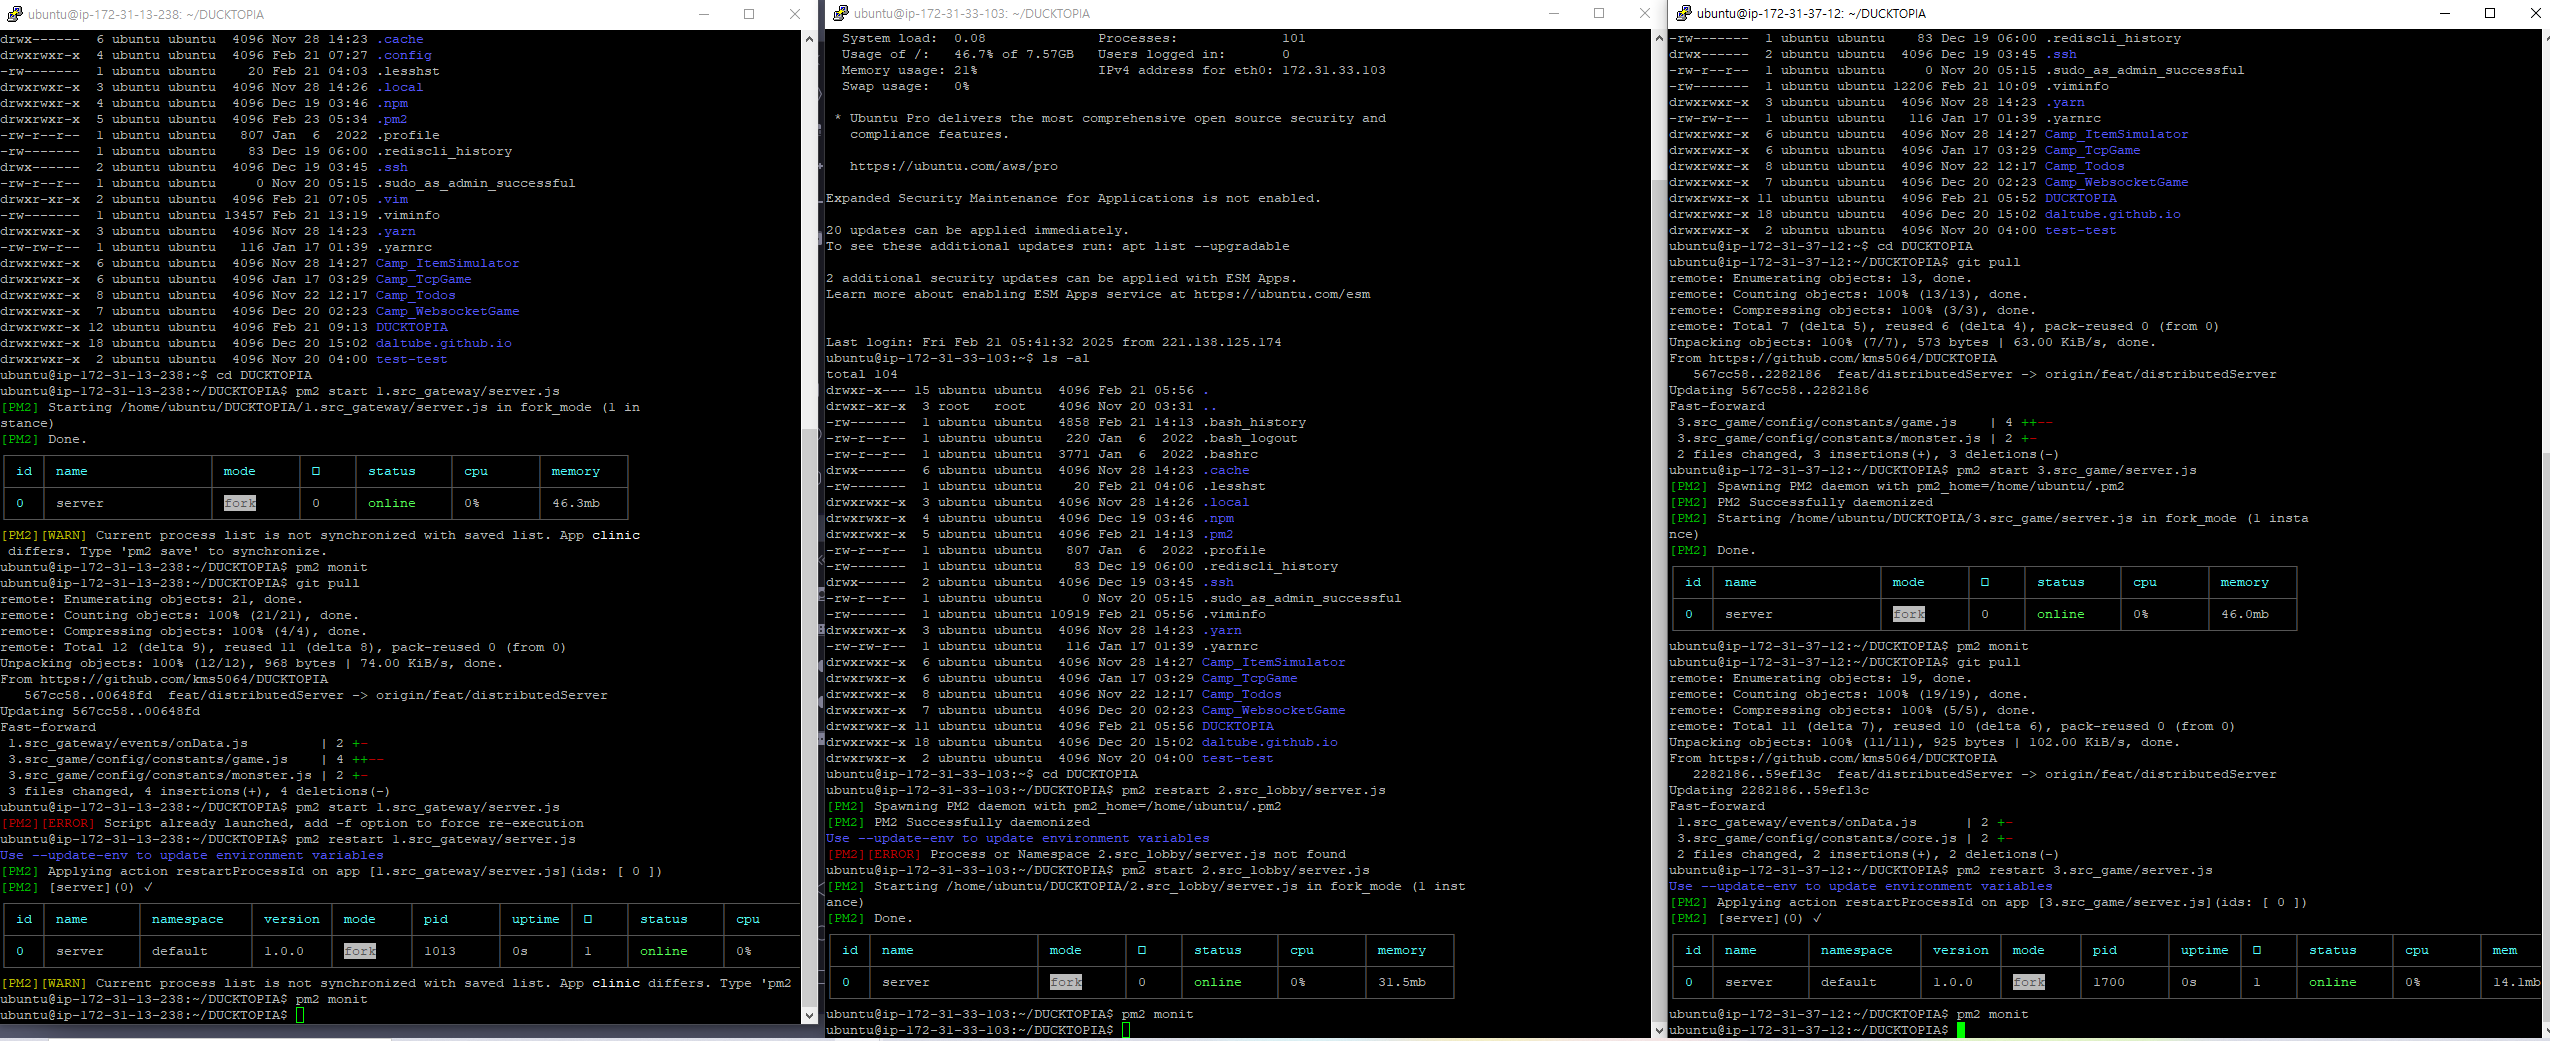 ubuntu@ip-172-31-13-238: ~/DUCKTOPIA
drwx------  6 ubuntu ubuntu  4096 Nov 28 14:23 .cache
drwxrwxr-x  4 ubuntu ubuntu  4096 Feb 21 07:27 .config
-rw-------  1 ubuntu ubuntu    20 Feb 21 04:03 .lesshst
drwxrwxr-x  3 ubuntu ubuntu  4096 Nov 28 14:26 .local
drwxrwxr-x  4 ubuntu ubuntu  4096 Dec 19 03:46 .npm
drwxrwxr-x  5 ubuntu ubuntu  4096 Feb 23 05:34 .pm2
-rw-r--r--  1 ubuntu ubuntu   807 Jan  6  2022 .profile
-rw-------  1 ubuntu ubuntu    83 Dec 19 06:00 .rediscli_history
drwx------  2 ubuntu ubuntu  4096 Dec 19 03:45 .ssh
-rw-r--r--  1 ubuntu ubuntu     0 Nov 20 05:15 .sudo_as_admin_successful
drwxr-xr-x  2 ubuntu ubuntu  4096 Feb 21 07:05 .vim
-rw-------  1 ubuntu ubuntu 13457 Feb 21 13:19 .viminfo
drwxrwxr-x  3 ubuntu ubuntu  4096 Nov 28 14:23 .yarn
-rw-rw-r--  1 ubuntu ubuntu   116 Jan 17 01:39 .yarnrc
drwxrwxr-x  6 ubuntu ubuntu  4096 Nov 28 14:27 Camp_ItemSimulator
drwxrwxr-x  6 ubuntu ubuntu  4096 Jan 17 03:29 Camp_TcpGame
drwxrwxr-x  8 ubuntu ubuntu  4096 Nov 22 12:17 Camp_Todos
drwxrwxr-x  7 ubuntu ubuntu  4096 Dec 20 02:23 Camp_WebsocketGame
drwxrwxr-x 12 ubuntu ubuntu  4096 Feb 21 09:13 DUCKTOPIA
drwxrwxr-x 18 ubuntu ubuntu  4096 Dec 20 15:02 daltube.github.io
drwxrwxr-x  2 ubuntu ubuntu  4096 Nov 20 04:00 test-test
ubuntu@ip-172-31-13-238:~$ cd DUCKTOPIA
ubuntu@ip-172-31-13-238:~/DUCKTOPIA$ pm2 start 1.src_gateway/server.js
[PM2] Starting /home/ubuntu/DUCKTOPIA/1.src_gateway/server.js in fork_mode (1 in
stance)
[PM2] Done.
id name mode status cpu memory
0 server fork 0 online 0% 46.3mb
[PM2][WARN] Current process list is not synchronized with saved list. App clinic
 differs. Type 'pm2 save' to synchronize.
ubuntu@ip-172-31-13-238:~/DUCKTOPIA$ pm2 monit
ubuntu@ip-172-31-13-238:~/DUCKTOPIA$ git pull
remote: Enumerating objects: 21, done.
remote: Counting objects: 100% (21/21), done.
remote: Compressing objects: 100% (4/4), done.
remote: Total 12 (delta 9), reused 11 (delta 8), pack-reused 0 (from 0)
Unpacking objects: 100% (12/12), 968 bytes | 74.00 KiB/s, done.
From https://github.com/kms5064/DUCKTOPIA
   567cc58..00648fd  feat/distributedServer -> origin/feat/distributedServer
Updating 567cc58..00648fd
Fast-forward
 1.src_gateway/events/onData.js         | 2 +-
 3.src_game/config/constants/game.js    | 4 ++--
 3.src_game/config/constants/monster.js | 2 +-
 3 files changed, 4 insertions(+), 4 deletions(-)
ubuntu@ip-172-31-13-238:~/DUCKTOPIA$ pm2 start 1.src_gateway/server.js
[PM2][ERROR] Script already launched, add -f option to force re-execution
ubuntu@ip-172-31-13-238:~/DUCKTOPIA$ pm2 restart 1.src_gateway/server.js
Use --update-env to update environment variables
[PM2] Applying action restartProcessId on app [1.src_gateway/server.js](ids: [ 0 ])
[PM2] [server](0) ✓
id name namespace version mode pid uptime status cpu
0 server default 1.0.0 fork 1013 0s 1 online 0%
[PM2][WARN] Current process list is not synchronized with saved list. App clinic differs. Type 'pm2
ubuntu@ip-172-31-13-238:~/DUCKTOPIA$ pm2 monit
ubuntu@ip-172-31-13-238:~/DUCKTOPIA$
ubuntu@ip-172-31-33-103: ~/DUCKTOPIA
  System load:  0.08              Processes:             101
  Usage of /:   46.7% of 7.57GB   Users logged in:       0
  Memory usage: 21%               IPv4 address for eth0: 172.31.33.103
  Swap usage:   0%
 * Ubuntu Pro delivers the most comprehensive open source security and
   compliance features.
   https://ubuntu.com/aws/pro
Expanded Security Maintenance for Applications is not enabled.
20 updates can be applied immediately.
To see these additional updates run: apt list --upgradable
2 additional security updates can be applied with ESM Apps.
Learn more about enabling ESM Apps service at https://ubuntu.com/esm
Last login: Fri Feb 21 05:41:32 2025 from 221.138.125.174
ubuntu@ip-172-31-33-103:~$ ls -al
total 104
drwxr-x--- 15 ubuntu ubuntu  4096 Feb 21 05:56 .
drwxr-xr-x  3 root   root    4096 Nov 20 03:31 ..
-rw-------  1 ubuntu ubuntu  4858 Feb 21 14:13 .bash_history
-rw-r--r--  1 ubuntu ubuntu   220 Jan  6  2022 .bash_logout
-rw-r--r--  1 ubuntu ubuntu  3771 Jan  6  2022 .bashrc
drwx------  6 ubuntu ubuntu  4096 Nov 28 14:23 .cache
-rw-------  1 ubuntu ubuntu    20 Feb 21 04:06 .lesshst
drwxrwxr-x  3 ubuntu ubuntu  4096 Nov 28 14:26 .local
drwxrwxr-x  4 ubuntu ubuntu  4096 Dec 19 03:46 .npm
drwxrwxr-x  5 ubuntu ubuntu  4096 Feb 21 14:13 .pm2
-rw-r--r--  1 ubuntu ubuntu   807 Jan  6  2022 .profile
-rw-------  1 ubuntu ubuntu    83 Dec 19 06:00 .rediscli_history
drwx------  2 ubuntu ubuntu  4096 Dec 19 03:45 .ssh
-rw-r--r--  1 ubuntu ubuntu     0 Nov 20 05:15 .sudo_as_admin_successful
-rw-------  1 ubuntu ubuntu 10919 Feb 21 05:56 .viminfo
drwxrwxr-x  3 ubuntu ubuntu  4096 Nov 28 14:23 .yarn
-rw-rw-r--  1 ubuntu ubuntu   116 Jan 17 01:39 .yarnrc
drwxrwxr-x  6 ubuntu ubuntu  4096 Nov 28 14:27 Camp_ItemSimulator
drwxrwxr-x  6 ubuntu ubuntu  4096 Jan 17 03:29 Camp_TcpGame
drwxrwxr-x  8 ubuntu ubuntu  4096 Nov 22 12:17 Camp_Todos
drwxrwxr-x  7 ubuntu ubuntu  4096 Dec 20 02:23 Camp_WebsocketGame
drwxrwxr-x 11 ubuntu ubuntu  4096 Feb 21 05:56 DUCKTOPIA
drwxrwxr-x 18 ubuntu ubuntu  4096 Dec 20 15:02 daltube.github.io
drwxrwxr-x  2 ubuntu ubuntu  4096 Nov 20 04:00 test-test
ubuntu@ip-172-31-33-103:~$ cd DUCKTOPIA
ubuntu@ip-172-31-33-103:~/DUCKTOPIA$ pm2 restart 2.src_lobby/server.js
[PM2] Spawning PM2 daemon with pm2_home=/home/ubuntu/.pm2
[PM2] PM2 Successfully daemonized
Use --update-env to update environment variables
[PM2][ERROR] Process or Namespace 2.src_lobby/server.js not found
ubuntu@ip-172-31-33-103:~/DUCKTOPIA$ pm2 start 2.src_lobby/server.js
[PM2] Starting /home/ubuntu/DUCKTOPIA/2.src_lobby/server.js in fork_mode (1 inst
ance)
[PM2] Done.
id name mode status cpu memory
0 server fork 0 online 0% 31.5mb
ubuntu@ip-172-31-33-103:~/DUCKTOPIA$ pm2 monit
ubuntu@ip-172-31-33-103:~/DUCKTOPIA$
ubuntu@ip-172-31-37-12: ~/DUCKTOPIA
-rw-------  1 ubuntu ubuntu    83 Dec 19 06:00 .rediscli_history
drwx------  2 ubuntu ubuntu  4096 Dec 19 03:45 .ssh
-rw-r--r--  1 ubuntu ubuntu     0 Nov 20 05:15 .sudo_as_admin_successful
-rw-------  1 ubuntu ubuntu 12206 Feb 21 10:09 .viminfo
drwxrwxr-x  3 ubuntu ubuntu  4096 Nov 28 14:23 .yarn
-rw-rw-r--  1 ubuntu ubuntu   116 Jan 17 01:39 .yarnrc
drwxrwxr-x  6 ubuntu ubuntu  4096 Nov 28 14:27 Camp_ItemSimulator
drwxrwxr-x  6 ubuntu ubuntu  4096 Jan 17 03:29 Camp_TcpGame
drwxrwxr-x  8 ubuntu ubuntu  4096 Nov 22 12:17 Camp_Todos
drwxrwxr-x  7 ubuntu ubuntu  4096 Dec 20 02:23 Camp_WebsocketGame
drwxrwxr-x 11 ubuntu ubuntu  4096 Feb 21 05:52 DUCKTOPIA
drwxrwxr-x 18 ubuntu ubuntu  4096 Dec 20 15:02 daltube.github.io
drwxrwxr-x  2 ubuntu ubuntu  4096 Nov 20 04:00 test-test
ubuntu@ip-172-31-37-12:~$ cd DUCKTOPIA
ubuntu@ip-172-31-37-12:~/DUCKTOPIA$ git pull
remote: Enumerating objects: 13, done.
remote: Counting objects: 100% (13/13), done.
remote: Compressing objects: 100% (3/3), done.
remote: Total 7 (delta 5), reused 6 (delta 4), pack-reused 0 (from 0)
Unpacking objects: 100% (7/7), 573 bytes | 63.00 KiB/s, done.
From https://github.com/kms5064/DUCKTOPIA
   567cc58..2282186  feat/distributedServer -> origin/feat/distributedServer
Updating 567cc58..2282186
Fast-forward
 3.src_game/config/constants/game.js    | 4 ++--
 3.src_game/config/constants/monster.js | 2 +-
 2 files changed, 3 insertions(+), 3 deletions(-)
ubuntu@ip-172-31-37-12:~/DUCKTOPIA$ pm2 start 3.src_game/server.js
[PM2] Spawning PM2 daemon with pm2_home=/home/ubuntu/.pm2
[PM2] PM2 Successfully daemonized
[PM2] Starting /home/ubuntu/DUCKTOPIA/3.src_game/server.js in fork_mode (1 insta
nce)
[PM2] Done.
id name mode status cpu memory
0 server fork 0 online 0% 46.0mb
ubuntu@ip-172-31-37-12:~/DUCKTOPIA$ pm2 monit
ubuntu@ip-172-31-37-12:~/DUCKTOPIA$ git pull
remote: Enumerating objects: 19, done.
remote: Counting objects: 100% (19/19), done.
remote: Compressing objects: 100% (5/5), done.
remote: Total 11 (delta 7), reused 10 (delta 6), pack-reused 0 (from 0)
Unpacking objects: 100% (11/11), 925 bytes | 102.00 KiB/s, done.
From https://github.com/kms5064/DUCKTOPIA
   2282186..59ef13c  feat/distributedServer -> origin/feat/distributedServer
Updating 2282186..59ef13c
Fast-forward
 1.src_gateway/events/onData.js      | 2 +-
 3.src_game/config/constants/core.js | 2 +-
 2 files changed, 2 insertions(+), 2 deletions(-)
ubuntu@ip-172-31-37-12:~/DUCKTOPIA$ pm2 restart 3.src_game/server.js
Use --update-env to update environment variables
[PM2] Applying action restartProcessId on app [3.src_game/server.js](ids: [ 0 ])
[PM2] [server](0) ✓
id name namespace version mode pid uptime status cpu mem
0 server default 1.0.0 fork 1700 0s 1 online 0% 14.1mb
ubuntu@ip-172-31-37-12:~/DUCKTOPIA$ pm2 monit
ubuntu@ip-172-31-37-12:~/DUCKTOPIA$